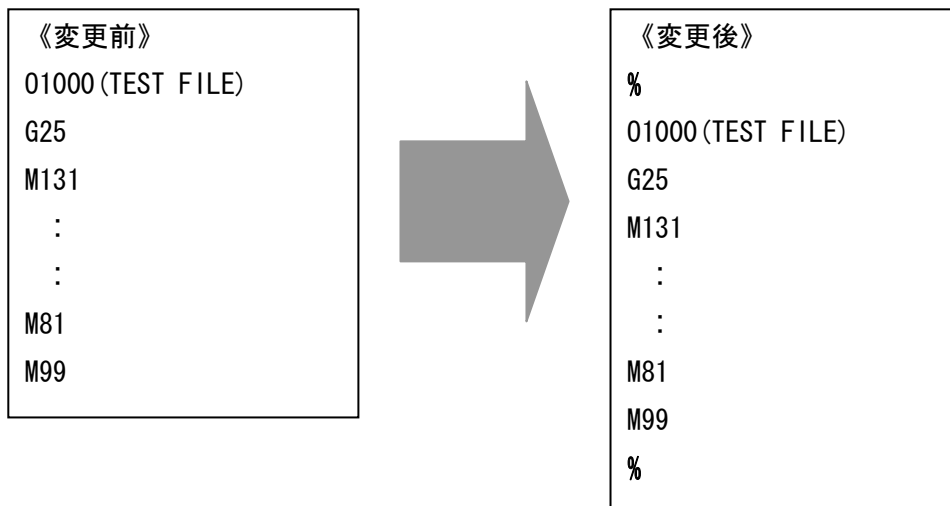 《変更前》
O1000(TEST FILE)
G25
M131
:
:
M81
M99
《変更後》
%
O1000(TEST FILE)
G25
M131
:
:
M81
M99
%